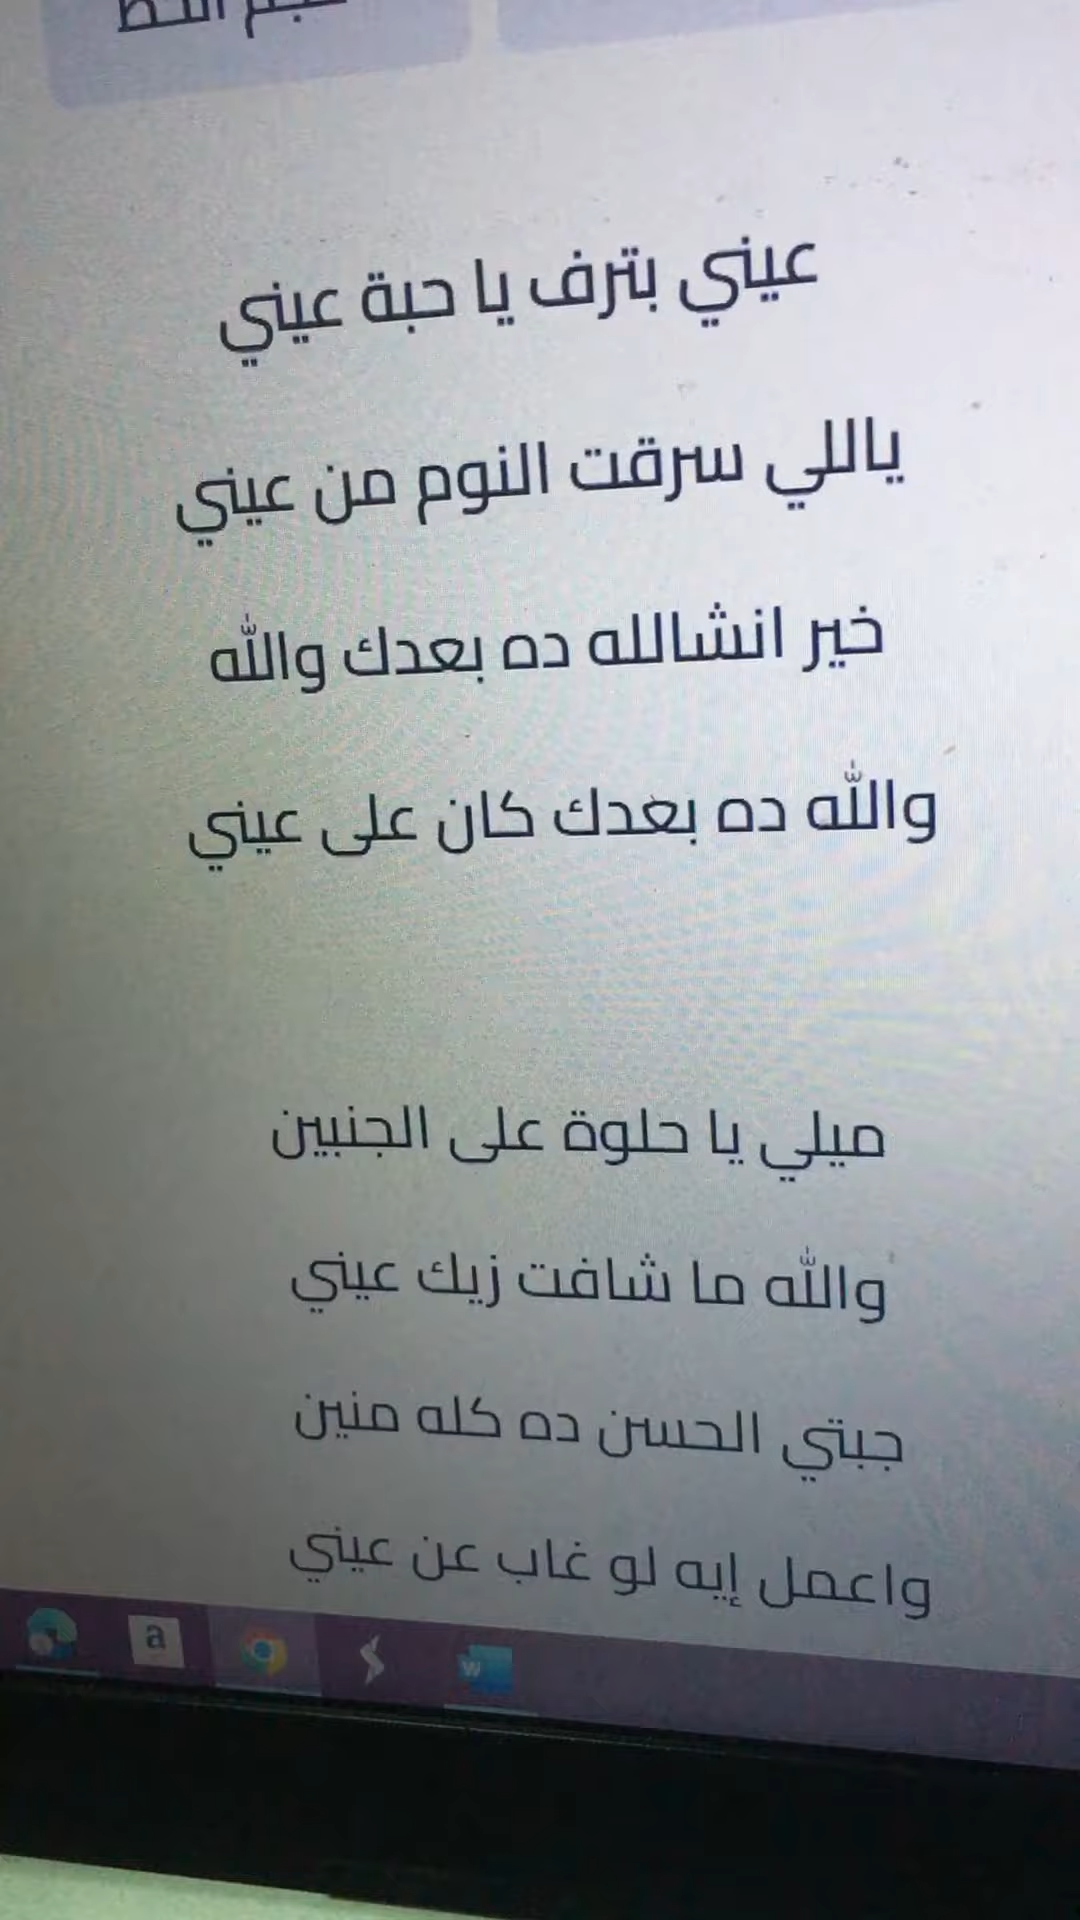 عيني بترف يا حبة عيني
ياللي سرقت النوم من عيني
خير انشالله ده بعدك والله
والله ده بعدك كان على عيني
ميلي يا حلوة على الجنبين
والله ما شافت زيك عيني
جبتي الحسن ده كله منين
واعمل إيه لو غاب عن عيني
a
W